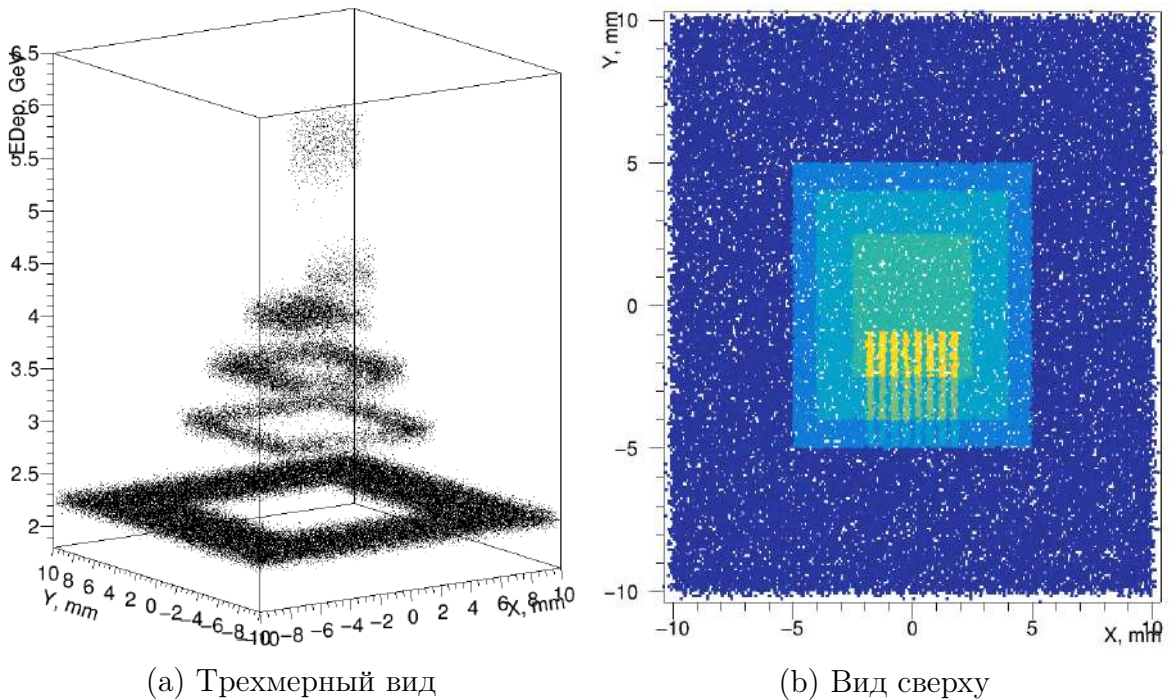 EDep, GeV
6.5
6
5.5
5
4.5
4
3.5
3
2.5
2
10 8 6 4 2 0 −2 −4 −6 −8 −10
Y, mm
−10 −8 −6 −4 −2 0 2 4 6 8 10
X, mm
Y, mm
10
5
0
−5
−10
−10 −5 0 5 10
X, mm
(a) Трехмерный вид
(b) Вид сверху